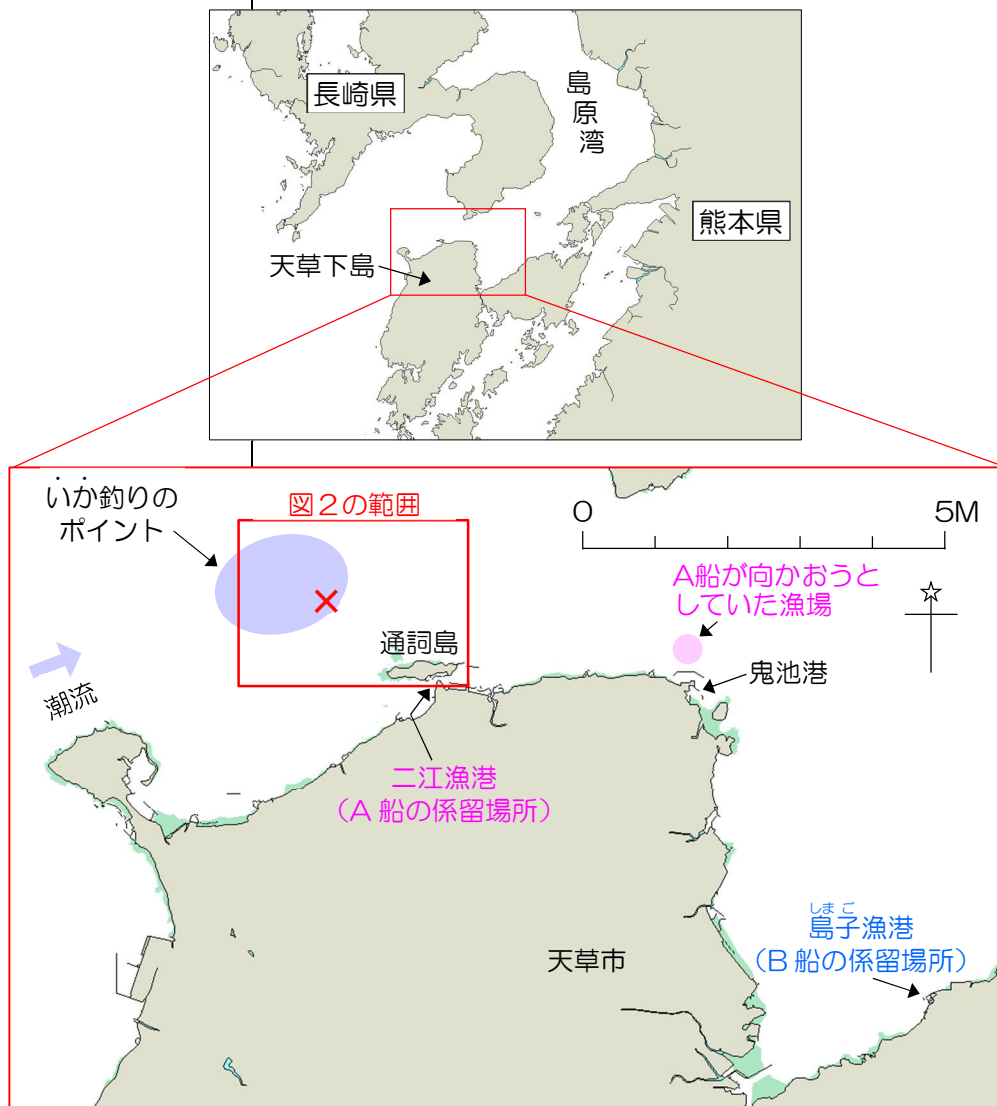 長崎県
島原湾
熊本県
天草下島
いか釣りの
ポイント
図2の範囲
0
5M
A船が向かおうと
していた漁場
通詞島
鬼池港
潮流
二江漁港
(A 船の係留場所)
しまご
島子漁港
(B 船の係留場所)
天草市